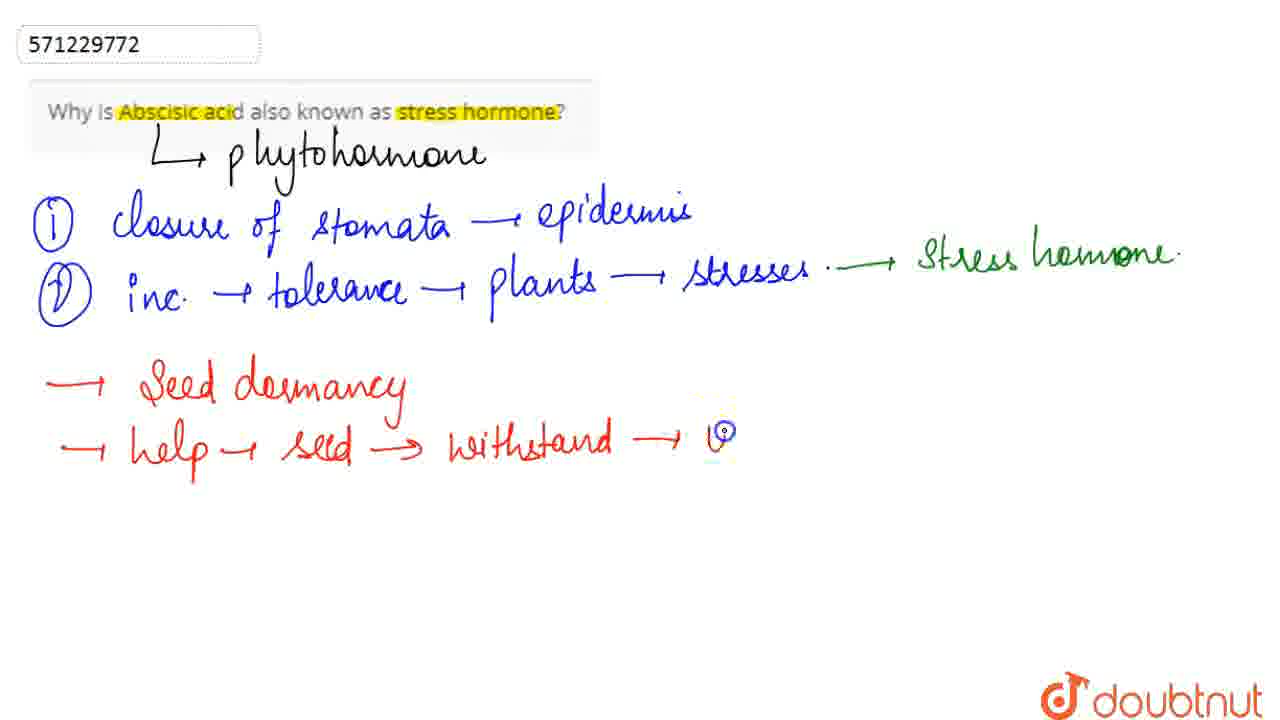 571229772
Why is Abscisic acid also known as stress hormone?
↳ phytohormone
(i) closure of stomata → epidermis
inc. → tolerance → plants → stresses. → Stress hormone.
→ Seed dormancy
→ help → seed → withstand →
doubtnut